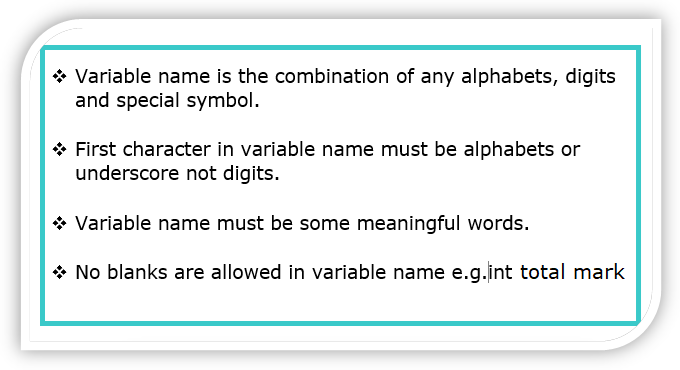 ❖ Variable name is the combination of any alphabets, digits
and special symbol.
❖ First character in variable name must be alphabets or
underscore not digits.
❖ Variable name must be some meaningful words.
❖ No blanks are allowed in variable name e.g.int total mark